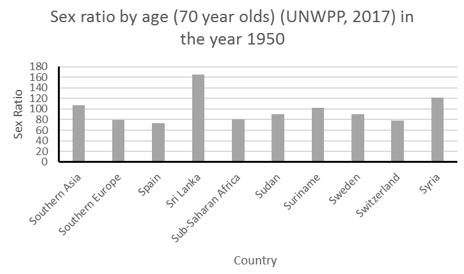 Sex ratio by age (70 year olds) (UNWPP, 2017) in
the year 1950
180
160
140
120
100
80
60
40
20
0
Sex Ratio
Southern Asia
Southern Europe
Spain
Sri Lanka
Sub-Saharan Africa
Sudan
Suriname
Sweden
Switzerland
Syria
Country